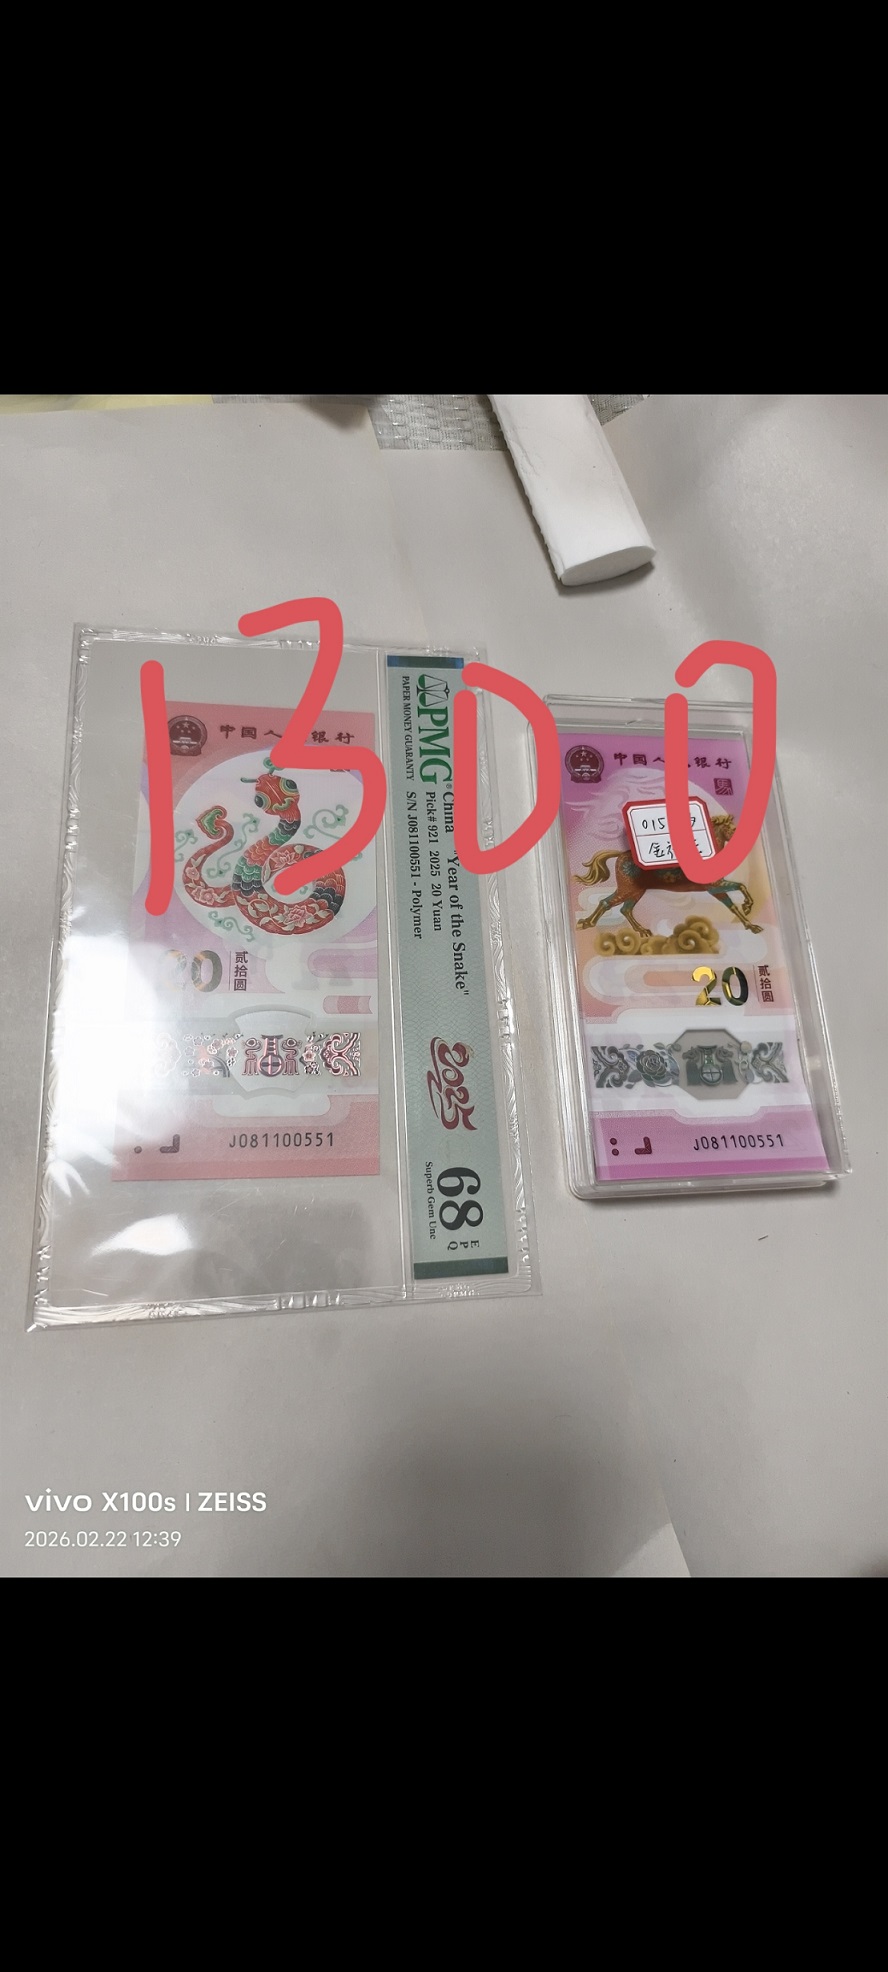 1300
中国人 银行
20
贰拾圆
J081100551
PMG
PAPER MONEY GUARANTY
China "Year of the Snake"
Pick# 921 2025 20 Yuan
S/N J081100551 - Polymer
2025
68 EPQ
Superb Gem Unc
中国人 银行
015
20
贰拾圆
J081100551
vivo X100s | ZEISS
2026.02.22 12:39